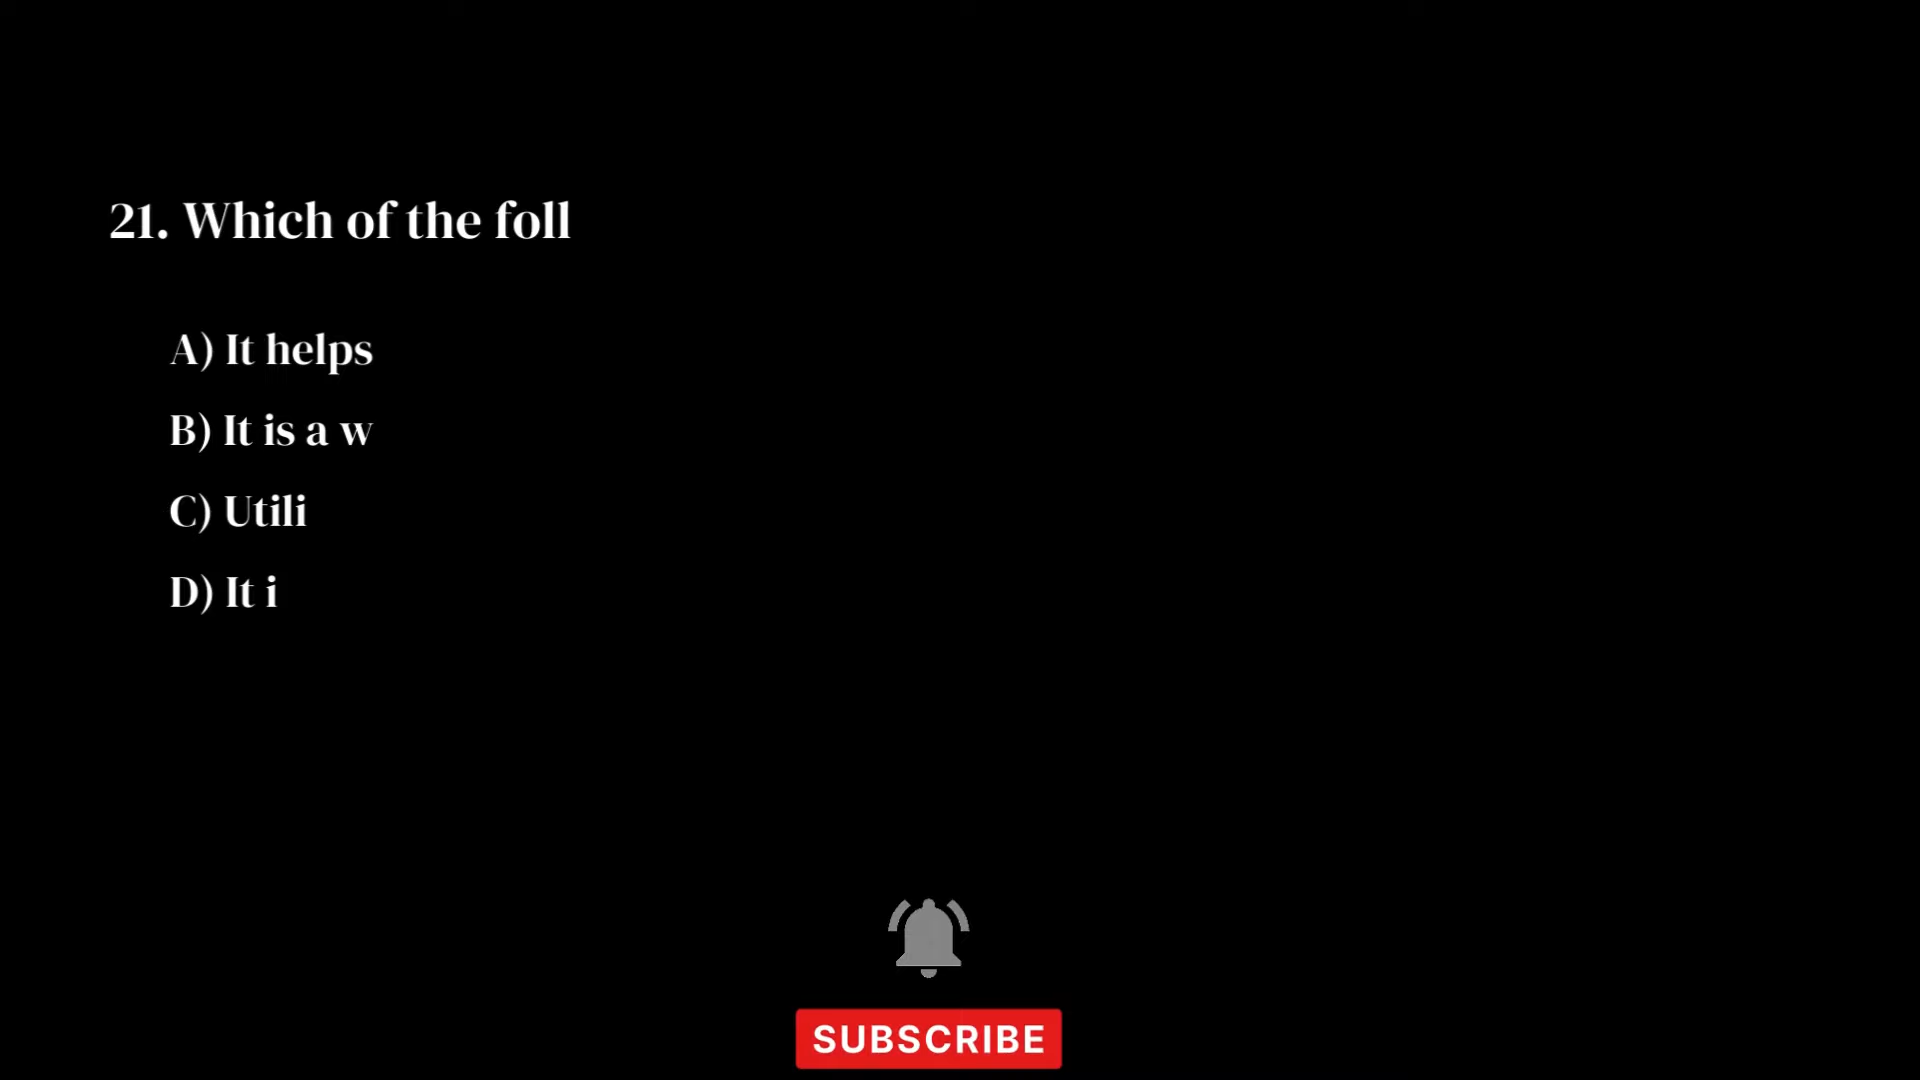 21. Which of the foll
A) It helps
B) It is a w
C) Utili
D) It i
SUBSCRIBE